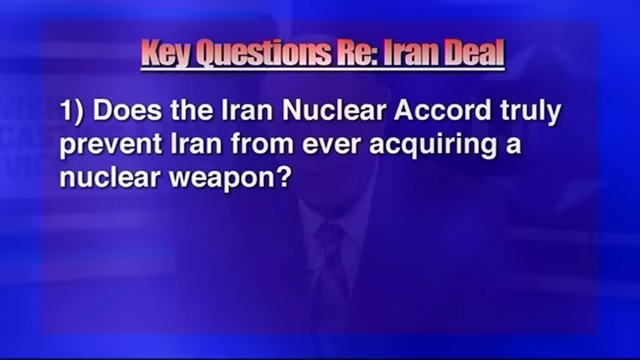 Key Questions Re: Iran Deal
1) Does the Iran Nuclear Accord truly
prevent Iran from ever acquiring a
nuclear weapon?